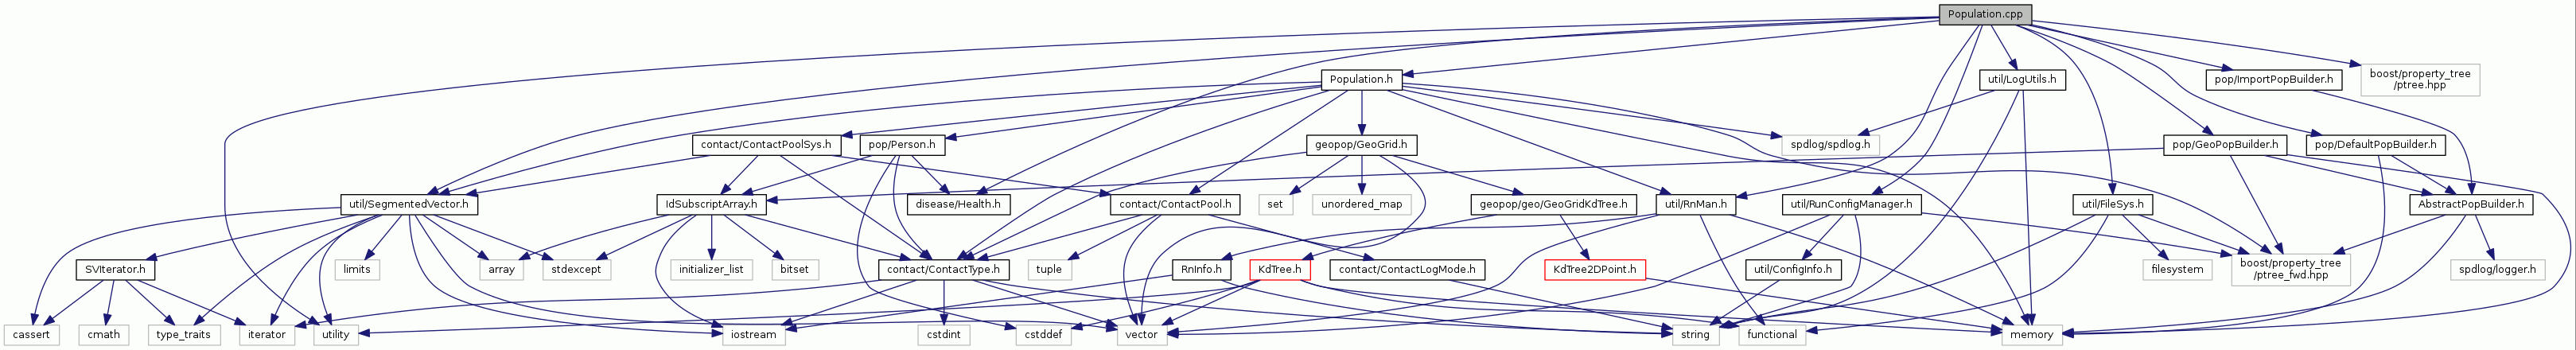 Population.cpp
Population.h
util/LogUtils.h
pop/ImportPopBuilder.h
boost/property_tree
/ptree.hpp
contact/ContactPoolSys.h
pop/Person.h
geopop/GeoGrid.h
spdlog/spdlog.h
pop/GeoPopBuilder.h
pop/DefaultPopBuilder.h
util/SegmentedVector.h
IdSubscriptArray.h
disease/Health.h
contact/ContactPool.h
set
unordered_map
geopop/geo/GeoGridKdTree.h
util/RnMan.h
util/RunConfigManager.h
util/FileSys.h
AbstractPopBuilder.h
SVIterator.h
limits
array
stdexcept
initializer_list
bitset
contact/ContactType.h
tuple
RnInfo.h
KdTree.h
contact/ContactLogMode.h
KdTree2DPoint.h
util/ConfigInfo.h
filesystem
boost/property_tree
/ptree_fwd.hpp
spdlog/logger.h
cassert
cmath
type_traits
iterator
utility
iostream
cstdint
cstddef
vector
string
functional
memory